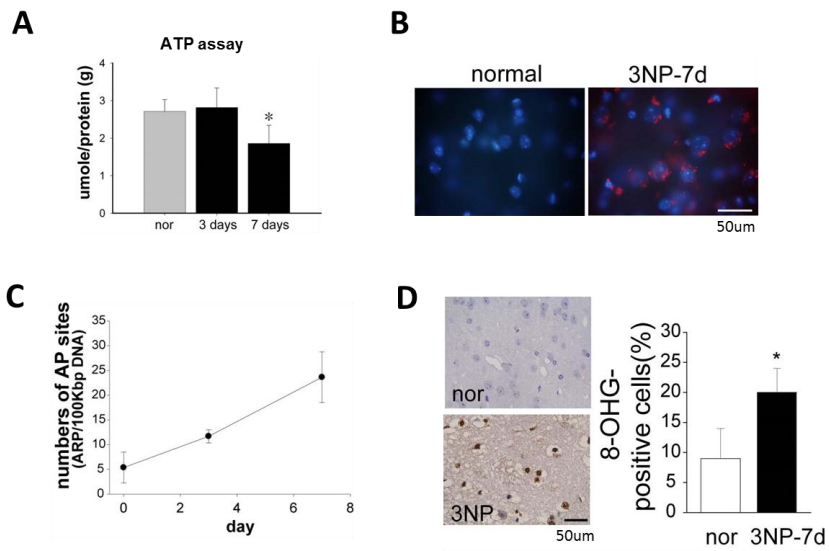 A
ATP assay
umole/protein (g)
4
3
2
1
0
*
nor
3 days
7 days
B
normal
3NP-7d
50um
C
numbers of AP sites
(ARP/100Kbp DNA)
35
30
25
20
15
10
5
0
0
2
4
6
8
day
D
nor
3NP
50um
8-OHG-
positive cells(%)
30
25
20
15
10
5
0
*
nor
3NP-7d